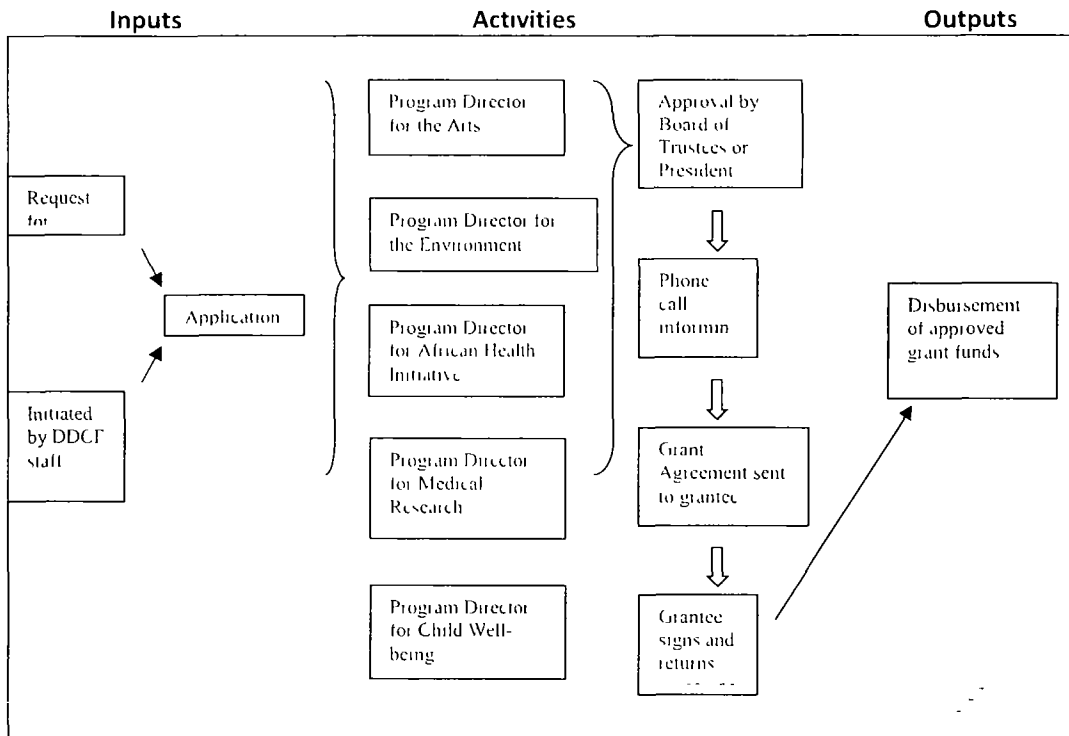 Inputs
Activities
Outputs
Request
for
Initiated
by DDCF
staff
Application
Program Director
for the Arts
Program Director for
the Environment
Program Director
for African Health
Initiative
Program Director
for Medical
Research
Program Director
for Child Well-
being
Approval by
Board of
Trustees or
President
Phone
call
informin
Grant
Agreement sent
to grantee
Grantee
signs and
returns
Disbursement
of approved
grant funds